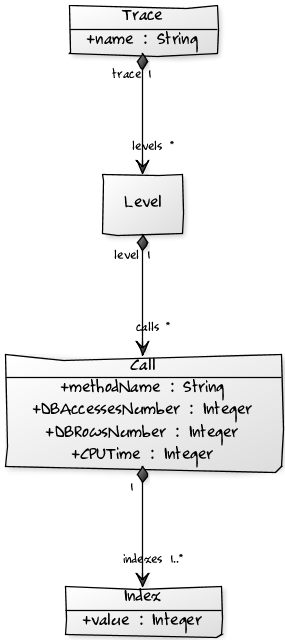 Trace
+name : String
trace 1
levels *
Level
level 1
calls *
Call
+methodName : String
+DBAccessesNumber : Integer
+DBRowsNumber : Integer
+CPUTime : Integer
1
indexes 1..*
Index
+value : Integer